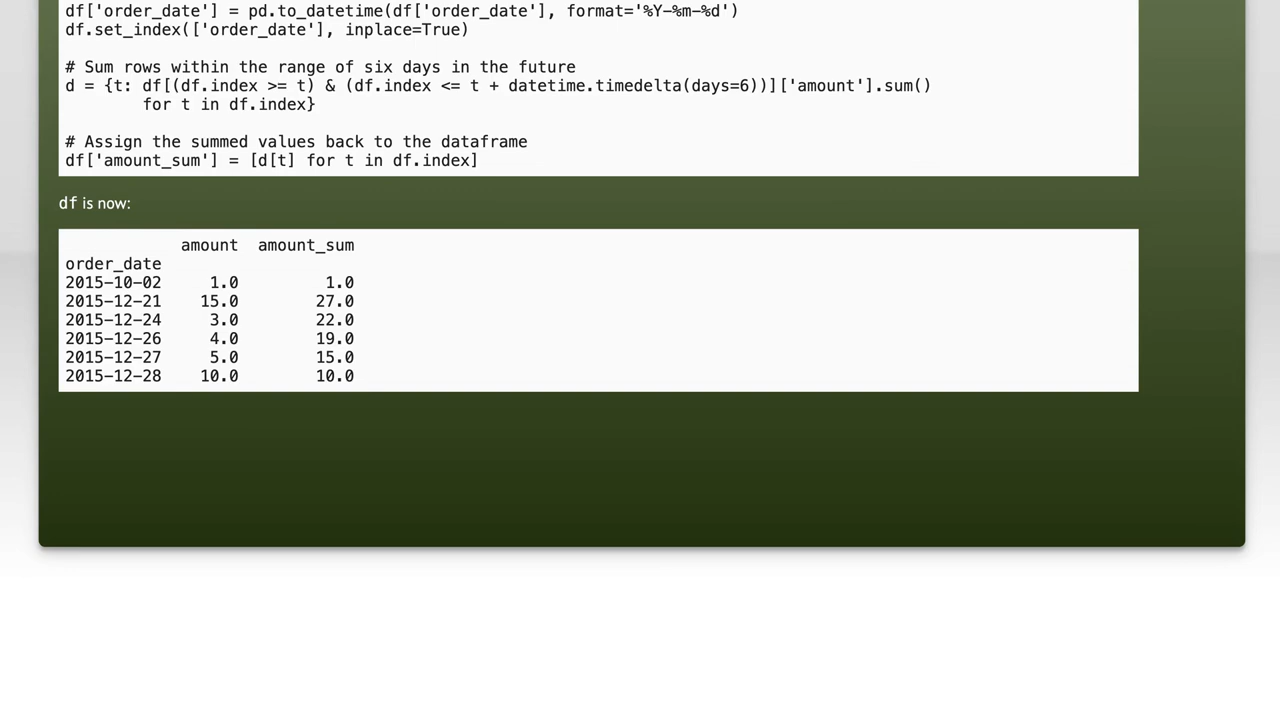 df['order_date'] = pd.to_datetime(df['order_date'], format='%Y-%m-%d')
df.set_index(['order_date'], inplace=True)
# Sum rows within the range of six days in the future
d = {t: df[(df.index >= t) & (df.index <= t + datetime.timedelta(days=6))]['amount'].sum()
        for t in df.index}
# Assign the summed values back to the dataframe
df['amount_sum'] = [d[t] for t in df.index]
df is now:
            amount  amount_sum
order_date
2015-10-02     1.0         1.0
2015-12-21    15.0        27.0
2015-12-24     3.0        22.0
2015-12-26     4.0        19.0
2015-12-27     5.0        15.0
2015-12-28    10.0        10.0